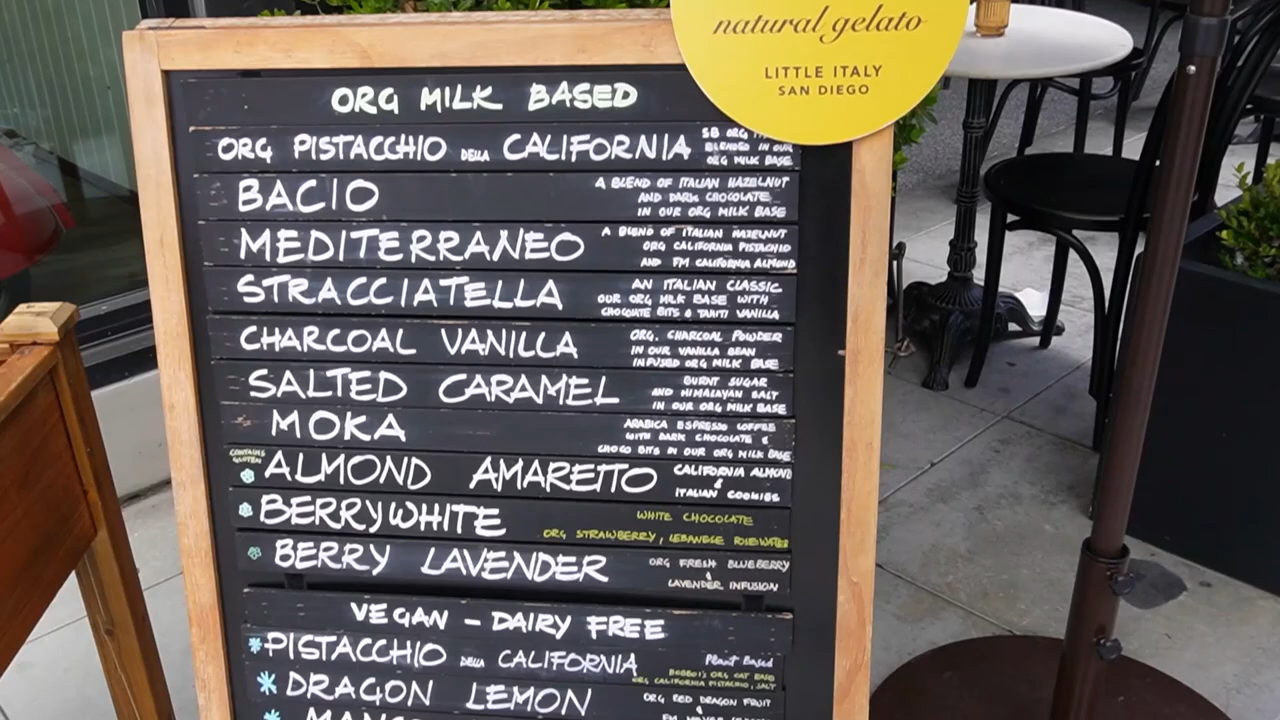 natural gelato
LITTLE ITALY
SAN DIEGO
ORG MILK BASED
ORG PISTACCHIO DELLA CALIFORNIA
SB ORG
BLENDED IN OUR
ORG MILK BASE
BACIO
A BLEND OF ITALIAN HAZELNUT
AND DARK CHOCOLATE
IN OUR ORG MILK BASE
MEDITERRANEO
A BLEND OF ITALIAN HAZELNUT
ORG CALIFORNIA PISTACHIO
AND FM CALIFORNIA ALMOND
STRACCIATELLA
AN ITALIAN CLASSIC
OUR ORG MILK BASE WITH
CHOCOLATE BITS & TAHITI VANILLA
CHARCOAL VANILLA
ORG. CHARCOAL POWDER
IN OUR VANILLA BEAN
INFUSED ORG MILK BASE
SALTED CARAMEL
BURNT SUGAR
AND HIMALAYAN SALT
IN OUR ORG MILK BASE
MOKA
ARABICA ESPRESSO COFFEE
WITH DARK CHOCOLATE &
CHOCO BITS IN OUR ORG MILK BASE
CONTAINS
GLUTEN
ALMOND AMARETTO
CALIFORNIA ALMOND
&
ITALIAN COOKIES
BERRYWHITE
WHITE CHOCOLATE
ORG STRAWBERRY, LEBANESE ROSEWATER
BERRY LAVENDER
ORG FRESH BLUEBERRY
&
LAVENDER INFUSION
VEGAN - DAIRY FREE
PISTACCHIO DELLA CALIFORNIA
Plant Based
BOBBOI'S ORG OAT BASE
ORG CALIFORNIA PISTACHIO, SALT
DRAGON LEMON
ORG RED DRAGON FRUIT
&